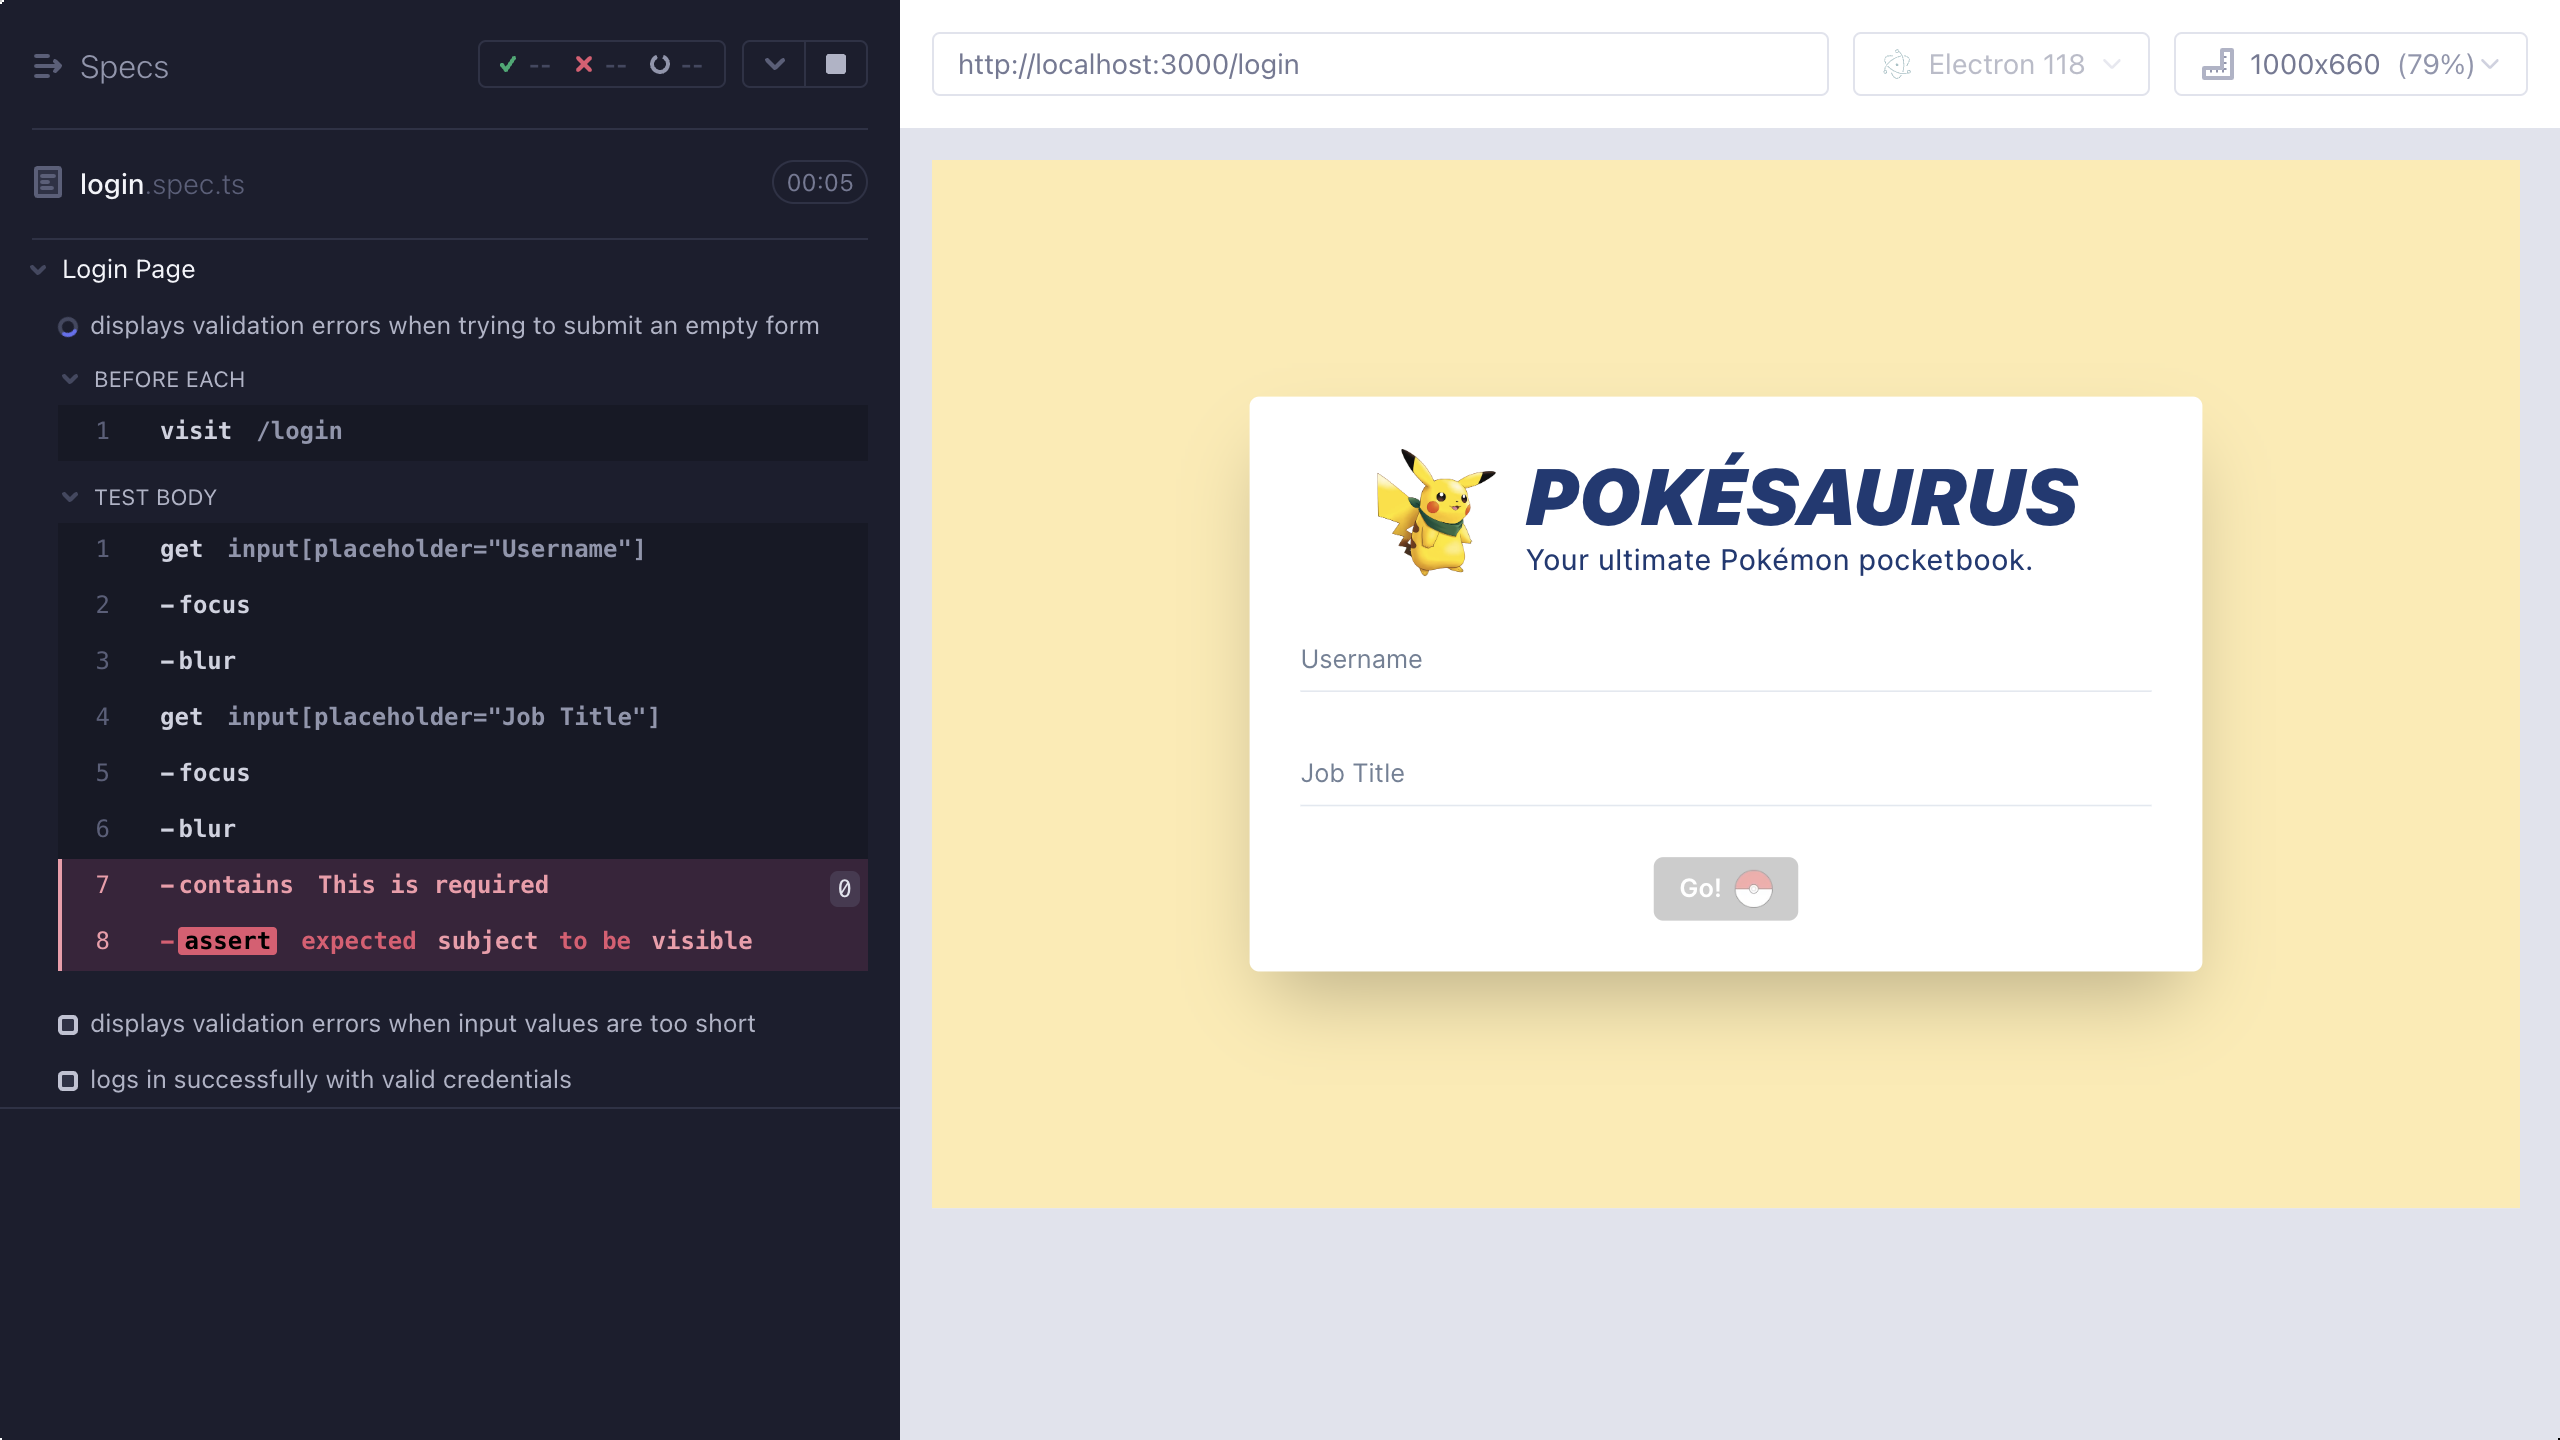 Specs
-- -- --
login.spec.ts 00:05
Login Page
displays validation errors when trying to submit an empty form
BEFORE EACH
1 visit /login
TEST BODY
1 get input[placeholder="Username"]
2 -focus
3 -blur
4 get input[placeholder="Job Title"]
5 -focus
6 -blur
7 -contains This is required 0
8 -assert expected subject to be visible
displays validation errors when input values are too short
logs in successfully with valid credentials
http://localhost:3000/login
Electron 118
1000x660 (79%)
POKÉSAURUS
Your ultimate Pokémon pocketbook.
Username
Job Title
Go!